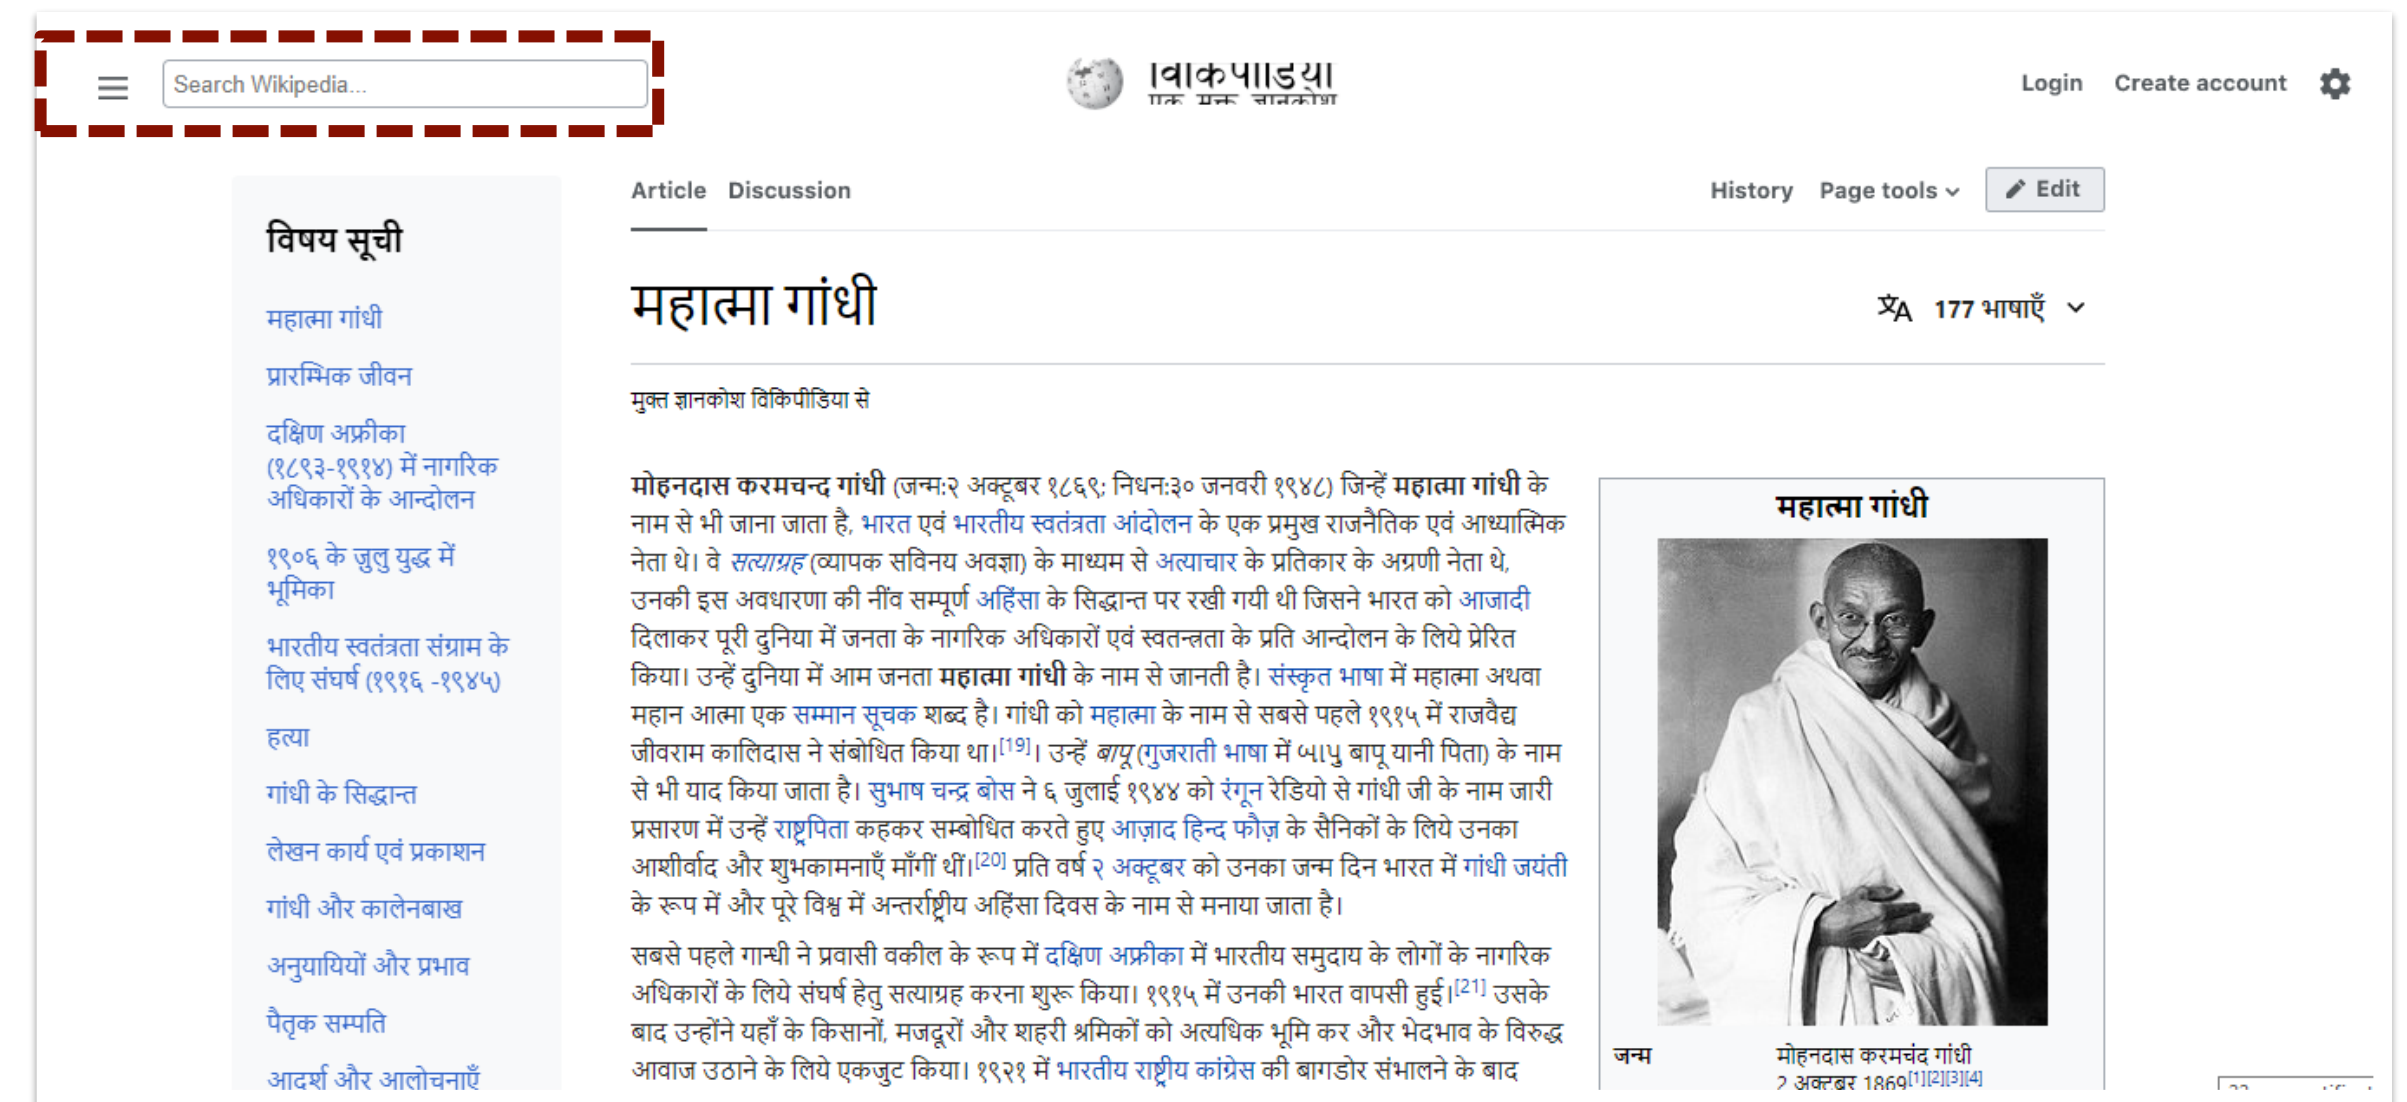 Search Wikipedia...
विकिपीडिया
एक मुक्त ज्ञानकोश
Login Create account
Article Discussion
History Page tools Edit
विषय सूची
महात्मा गांधी
प्रारम्भिक जीवन
दक्षिण अफ्रीका
(१८९३-१९१४) में नागरिक
अधिकारों के आन्दोलन
१९०६ के ज़ुलु युद्ध में
भूमिका
भारतीय स्वतंत्रता संग्राम के
लिए संघर्ष (१९१६ -१९४५)
हत्या
गांधी के सिद्धान्त
लेखन कार्य एवं प्रकाशन
गांधी और कालेनबाख
अनुयायियों और प्रभाव
पैतृक सम्पति
आदर्श और आलोचनाएँ
महात्मा गांधी
177 भाषाएँ
मुक्त ज्ञानकोश विकिपीडिया से
मोहनदास करमचन्द गांधी (जन्म:२ अक्टूबर १८६९; निधन:३० जनवरी १९४८) जिन्हें महात्मा गांधी के
नाम से भी जाना जाता है, भारत एवं भारतीय स्वतंत्रता आंदोलन के एक प्रमुख राजनैतिक एवं आध्यात्मिक
नेता थे। वे सत्याग्रह (व्यापक सविनय अवज्ञा) के माध्यम से अत्याचार के प्रतिकार के अग्रणी नेता थे,
उनकी इस अवधारणा की नींव सम्पूर्ण अहिंसा के सिद्धान्त पर रखी गयी थी जिसने भारत को आजादी
दिलाकर पूरी दुनिया में जनता के नागरिक अधिकारों एवं स्वतन्त्रता के प्रति आन्दोलन के लिये प्रेरित
किया। उन्हें दुनिया में आम जनता महात्मा गांधी के नाम से जानती है। संस्कृत भाषा में महात्मा अथवा
महान आत्मा एक सम्मान सूचक शब्द है। गांधी को महात्मा के नाम से सबसे पहले १९१५ में राजवैद्य
जीवराम कालिदास ने संबोधित किया था।[19]। उन्हें बापू (गुजराती भाषा में બાપુ बापू यानी पिता) के नाम
से भी याद किया जाता है। सुभाष चन्द्र बोस ने ६ जुलाई १९४४ को रंगून रेडियो से गांधी जी के नाम जारी
प्रसारण में उन्हें राष्ट्रपिता कहकर सम्बोधित करते हुए आज़ाद हिन्द फौज़ के सैनिकों के लिये उनका
आशीर्वाद और शुभकामनाएँ माँगीं थीं।[20] प्रति वर्ष २ अक्टूबर को उनका जन्म दिन भारत में गांधी जयंती
के रूप में और पूरे विश्व में अन्तर्राष्ट्रीय अहिंसा दिवस के नाम से मनाया जाता है।
सबसे पहले गान्धी ने प्रवासी वकील के रूप में दक्षिण अफ्रीका में भारतीय समुदाय के लोगों के नागरिक
अधिकारों के लिये संघर्ष हेतु सत्याग्रह करना शुरू किया। १९१५ में उनकी भारत वापसी हुई।[21] उसके
बाद उन्होंने यहाँ के किसानों, मजदूरों और शहरी श्रमिकों को अत्यधिक भूमि कर और भेदभाव के विरुद्ध
आवाज उठाने के लिये एकजुट किया। १९२१ में भारतीय राष्ट्रीय कांग्रेस की बागडोर संभालने के बाद
महात्मा गांधी
जन्म मोहनदास करमचंद गांधी
2 अक्टूबर 1869[1][2][3][4]